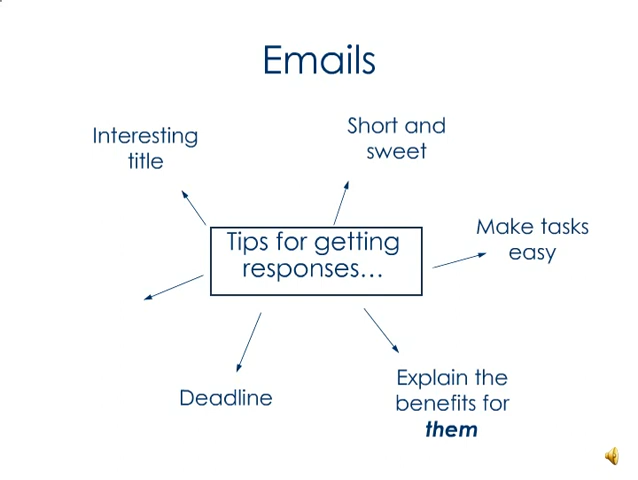 Emails
Interesting
title
Short and
sweet
Make tasks
easy
Tips for getting
responses…
Deadline
Explain the
benefits for
them